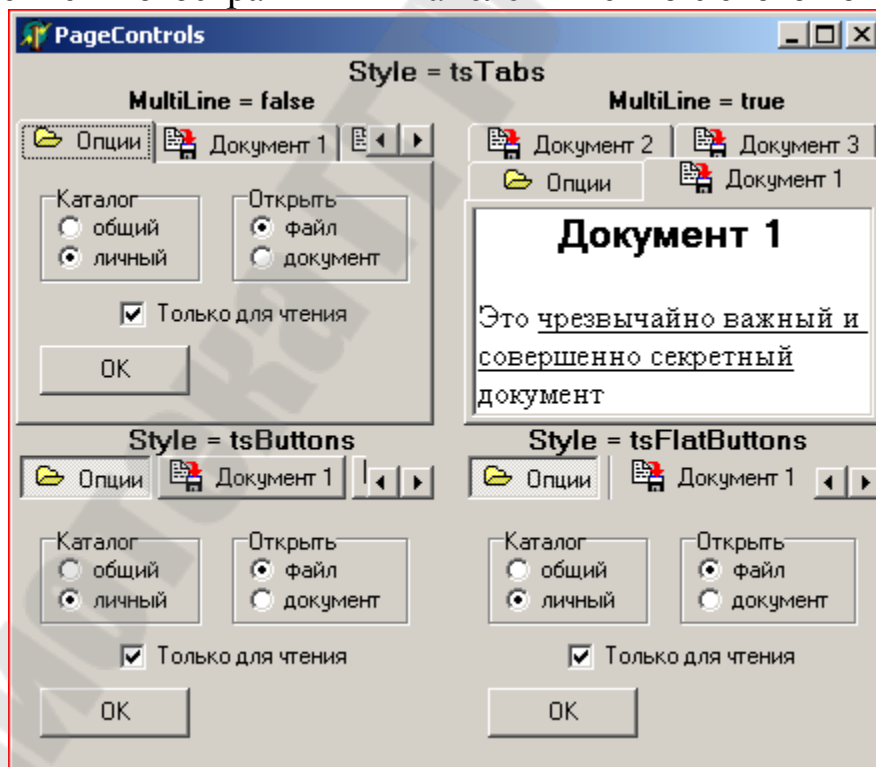 PageControls
Style = tsTabs
MultiLine = false
Опции Документ 1
Каталог
общий
личный
Открыть
файл
документ
Только для чтения
OK
MultiLine = true
Документ 2 Документ 3
Опции Документ 1
Документ 1
Это чрезвычайно важный и
совершенно секретный
документ
Style = tsButtons
Опции Документ 1
Каталог
общий
личный
Открыть
файл
документ
Только для чтения
OK
Style = tsFlatButtons
Опции Документ 1
Каталог
общий
личный
Открыть
файл
документ
Только для чтения
OK